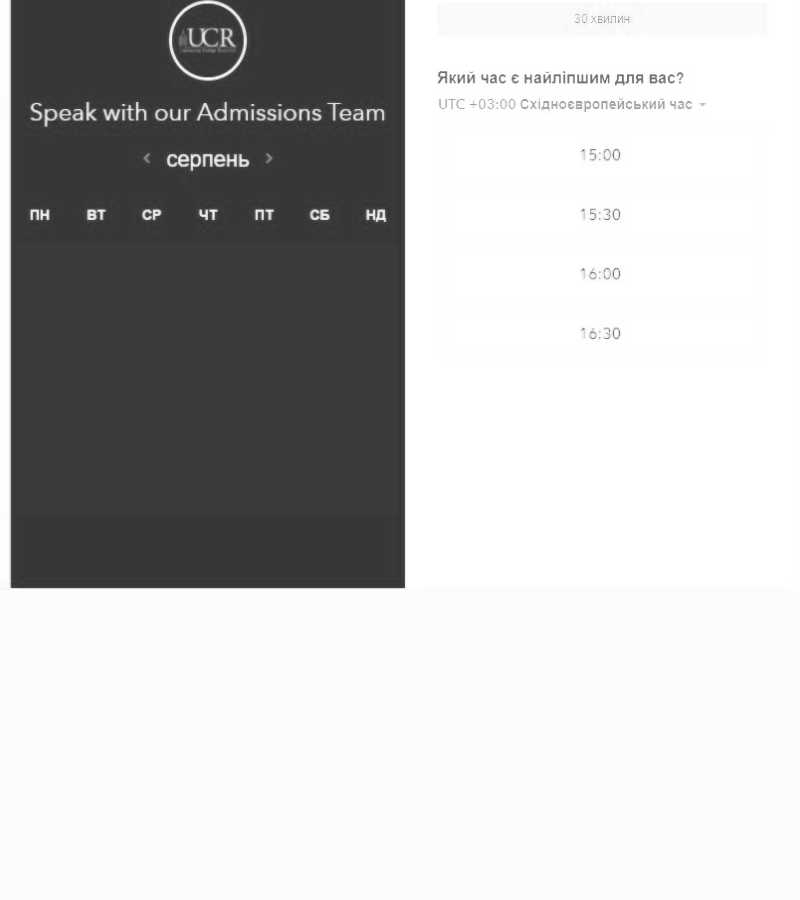 UCR
Speak with our Admissions Team
серпень
ПН ВТ СР ЧТ ПТ СБ НД
30 хвилин
Який час є найліпшим для вас?
UTC +03:00 Східноєвропейський час
15:00
15:30
16:00
16:30